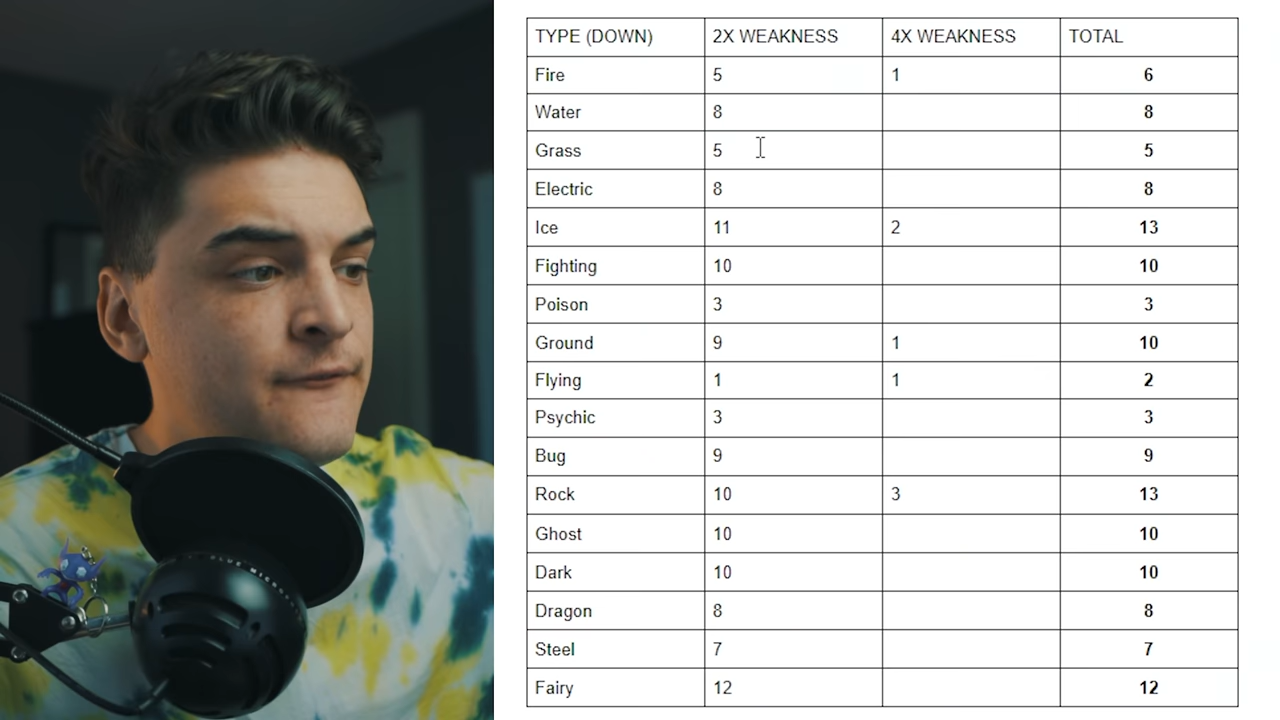 TYPE (DOWN) 2X WEAKNESS 4X WEAKNESS TOTAL
Fire 5 1 6
Water 8 8
Grass 5 5
Electric 8 8
Ice 11 2 13
Fighting 10 10
Poison 3 3
Ground 9 1 10
Flying 1 1 2
Psychic 3 3
Bug 9 9
Rock 10 3 13
Ghost 10 10
Dark 10 10
Dragon 8 8
Steel 7 7
Fairy 12 12